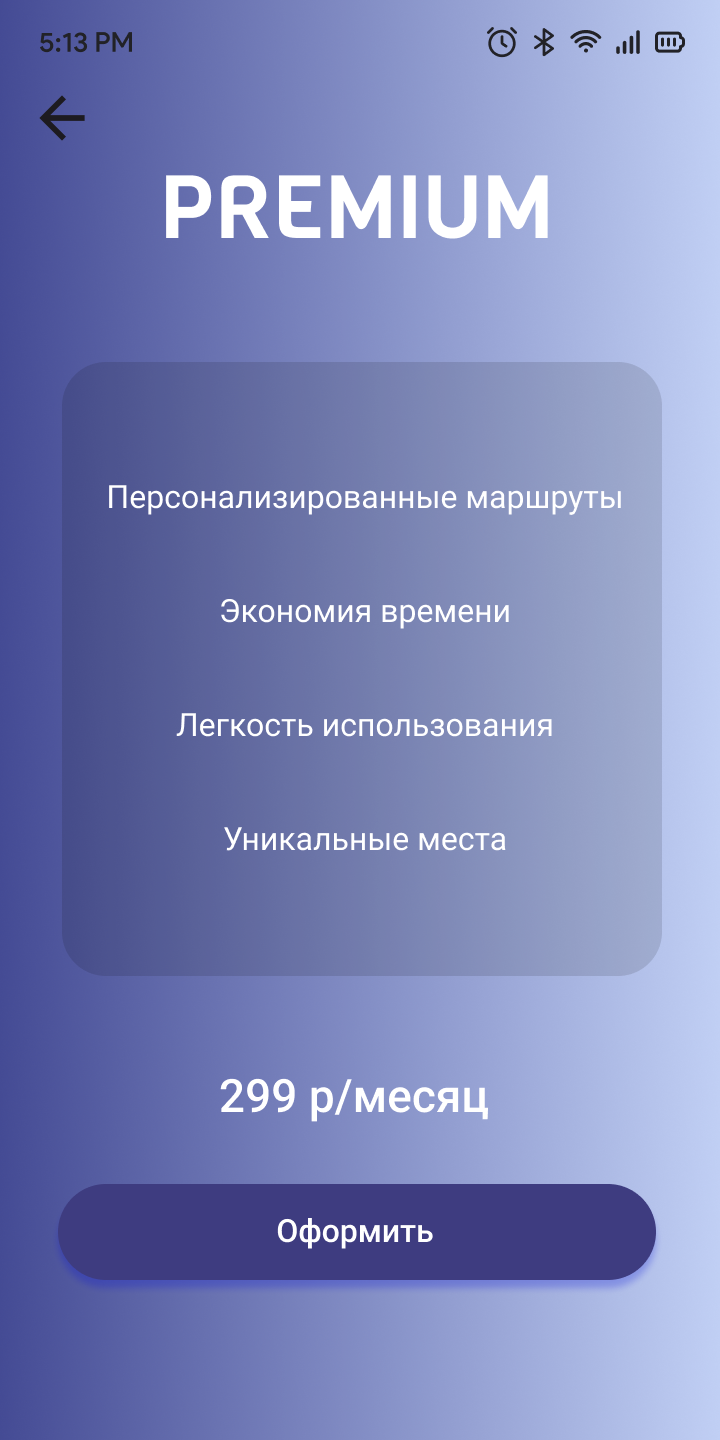 5:13 PM
PREMIUM
Персонализированные маршруты
Экономия времени
Легкость использования
Уникальные места
299 р/месяц
Оформить